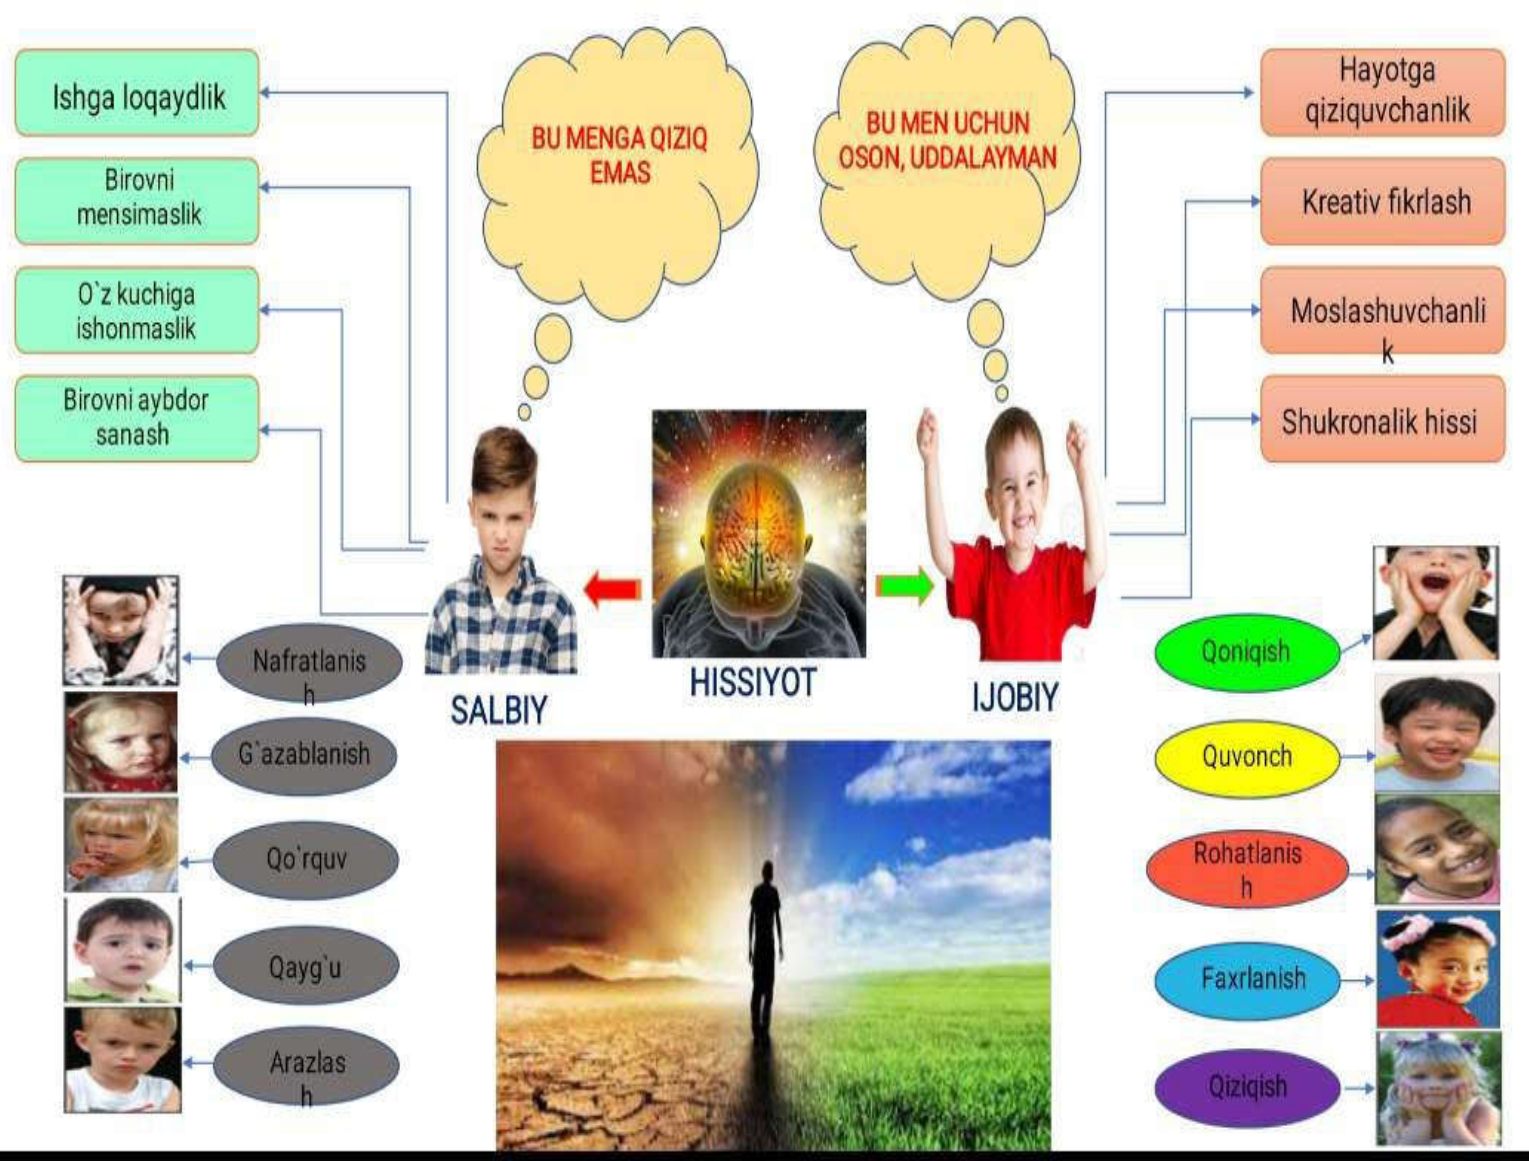 Ishga loqaydlik
Birovni
mensimaslik
O`z kuchiga
ishonmaslik
Birovni aybdor
sanash
BU MENGA QIZIQ
EMAS
BU MEN UCHUN
OSON, UDDALAYMAN
Hayotga
qiziquvchanlik
Kreativ fikrlash
Moslashuvchanli
k
Shukronalik hissi
SALBIY
HISSIYOT
IJOBIY
Nafratlanis
h
G`azablanish
Qo`rquv
Qayg`u
Arazlas
h
Qoniqish
Quvonch
Rohatlanis
h
Faxrlanish
Qiziqish